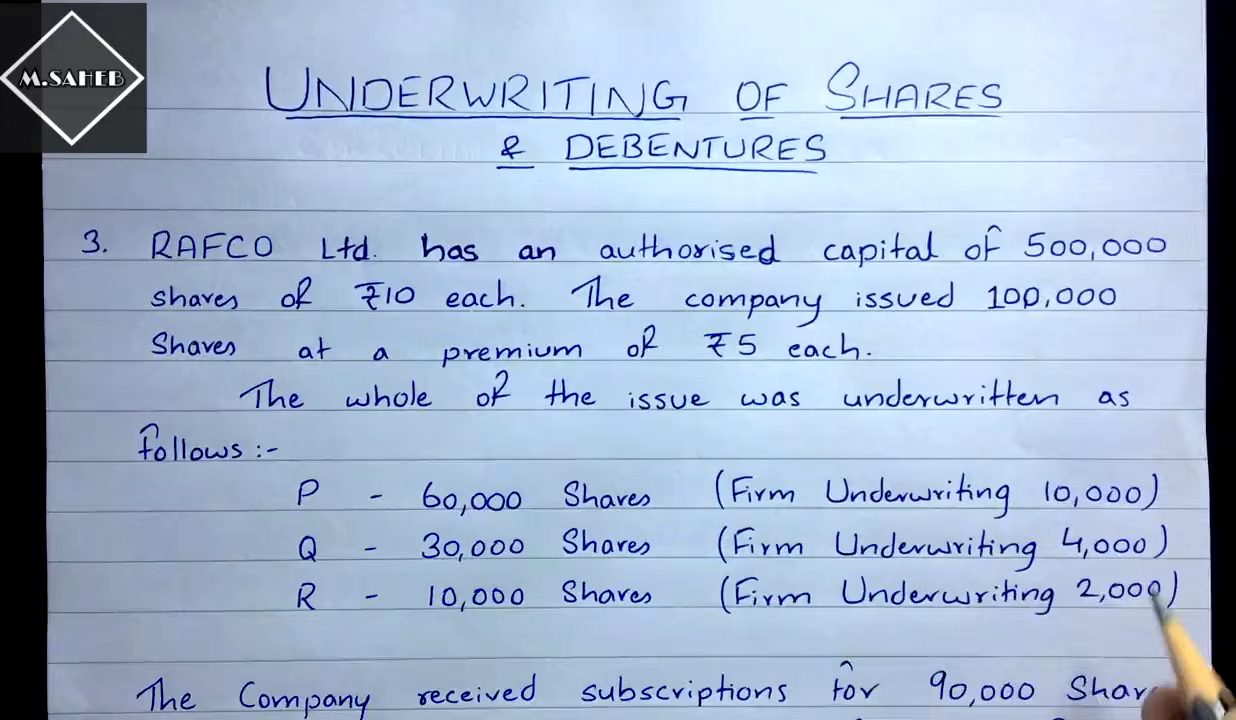 M.SAHEB
UNDERWRITING OF SHARES
& DEBENTURES
3. RAFCO Ltd. has an authorised capital of 500,000
shares of ₹10 each. The company issued 100,000
Shares at a premium of ₹5 each.
The whole of the issue was underwritten as
follows :-
P - 60,000 Shares (Firm Underwriting 10,000)
Q - 30,000 Shares (Firm Underwriting 4,000)
R - 10,000 Shares (Firm Underwriting 2,000)
The Company received subscriptions for 90,000